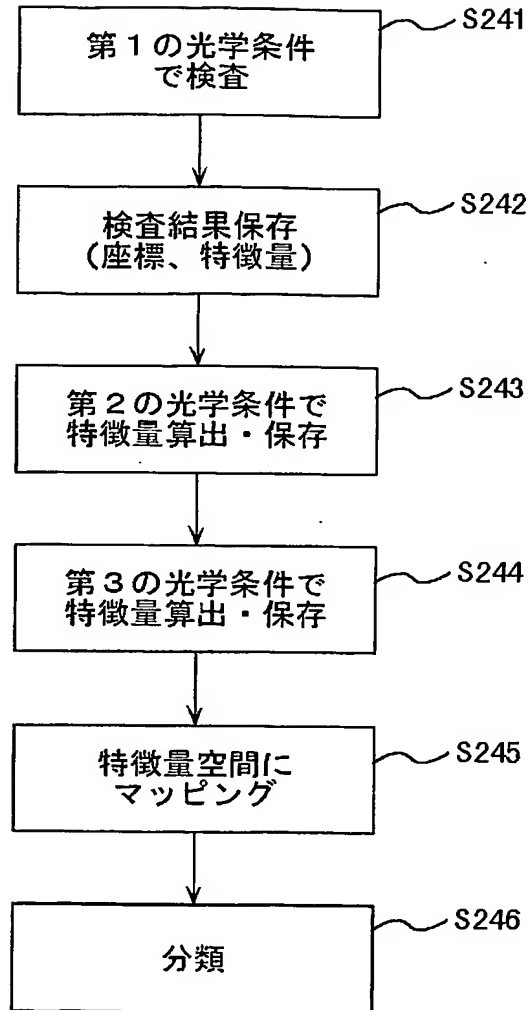 S241
第1の光学条件
で検査
S242
検査結果保存
(座標、特徴量)
S243
第2の光学条件で
特徴量算出・保存
S244
第3の光学条件で
特徴量算出・保存
S245
特徴量空間に
マッピング
S246
分類